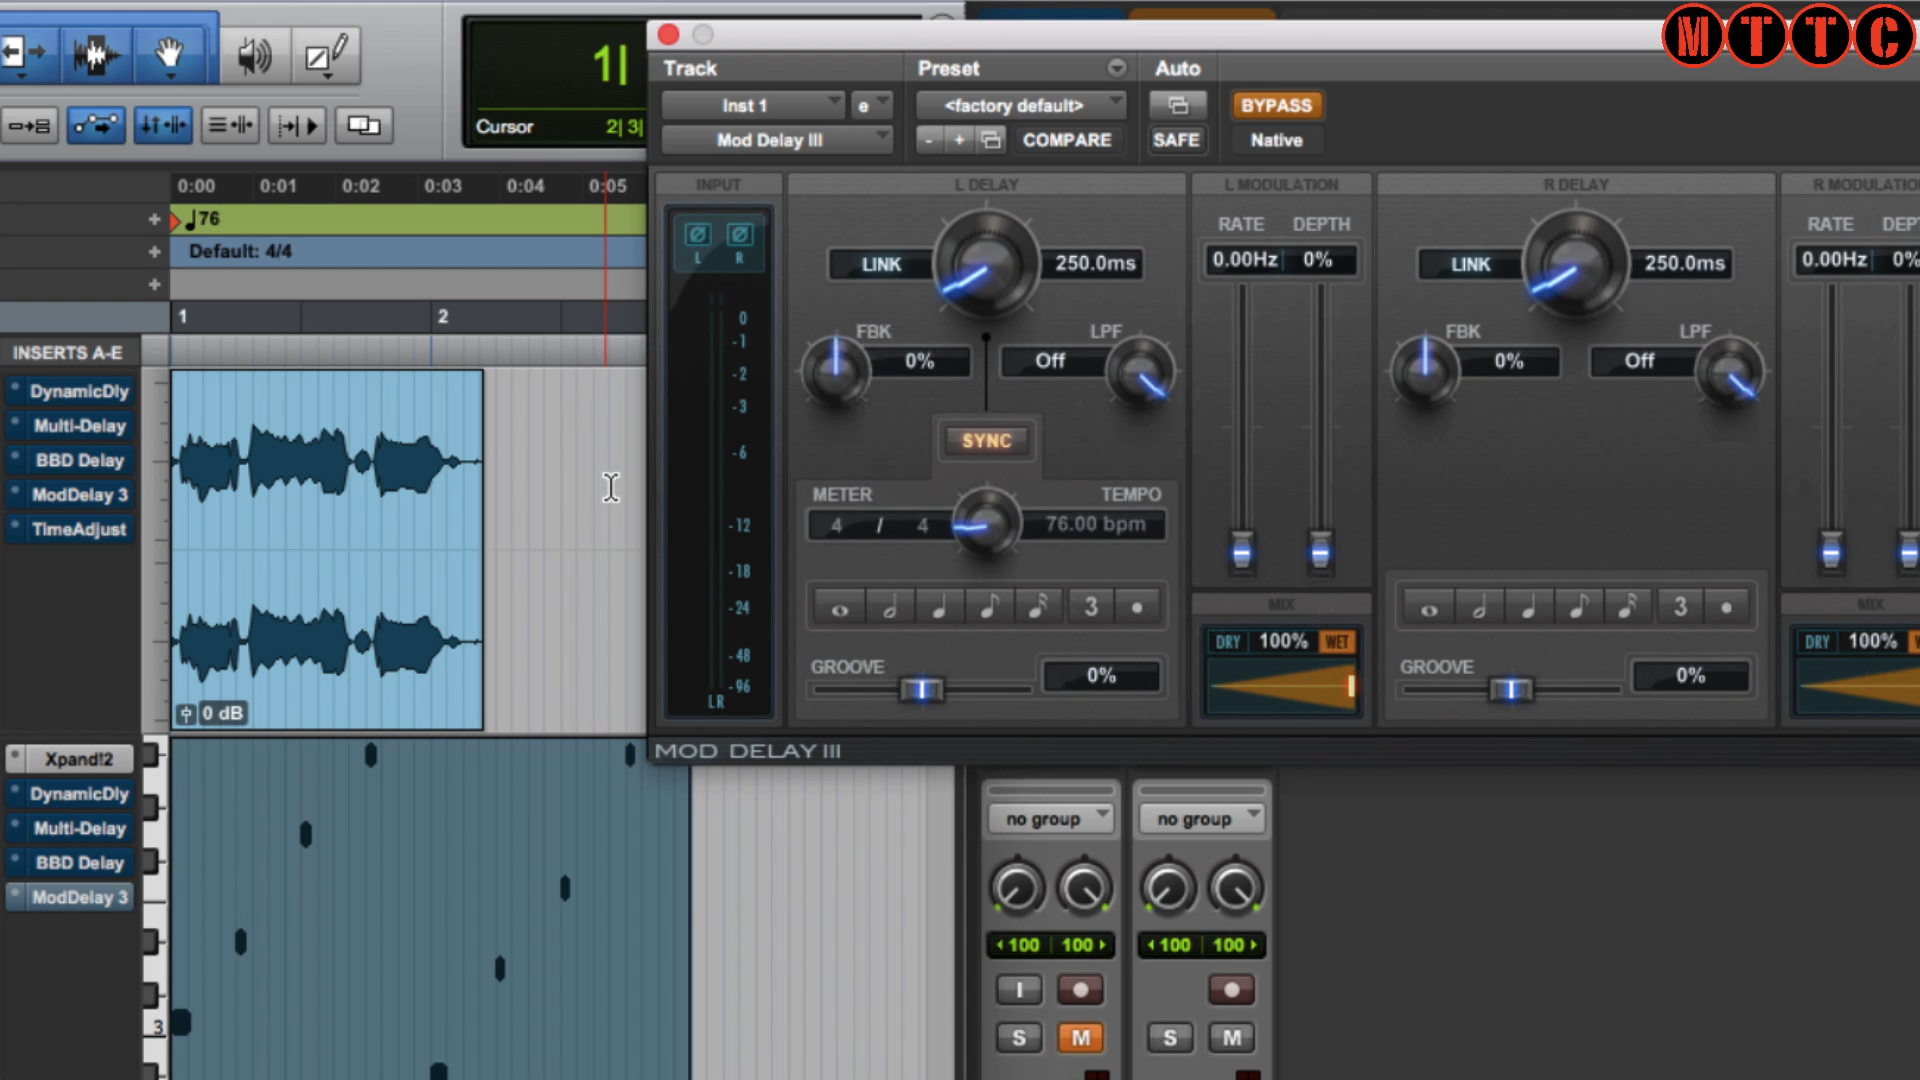 MTTC
1|
Cursor
2| 3|
Track
Preset
Auto
Inst 1
e
<factory default>
BYPASS
Mod Delay III
- +
COMPARE
SAFE
Native
0:00 0:01 0:02 0:03 0:04 0:05
76
Default: 4/4
1
2
INSERTS A-E
DynamicDly
Multi-Delay
BBD Delay
ModDelay 3
TimeAdjust
0 dB
Xpand!2
DynamicDly
Multi-Delay
BBD Delay
ModDelay 3
3
INPUT
L R
0
-1
-2
-3
-6
-12
-18
-24
-48
-96
LR
L DELAY
LINK
250.0ms
FBK
LPF
0%
Off
SYNC
METER
TEMPO
4 / 4
76.00 bpm
3
GROOVE
0%
L MODULATION
RATE DEPTH
0.00Hz 0%
MIX
DRY 100% WET
R DELAY
LINK
250.0ms
FBK
LPF
0%
Off
3
GROOVE
0%
R MODULATIO
RATE DEP
0.00Hz 0%
MIX
DRY 100%
MOD DELAY III
no group
no group
100 100
100 100
I
S M
S M